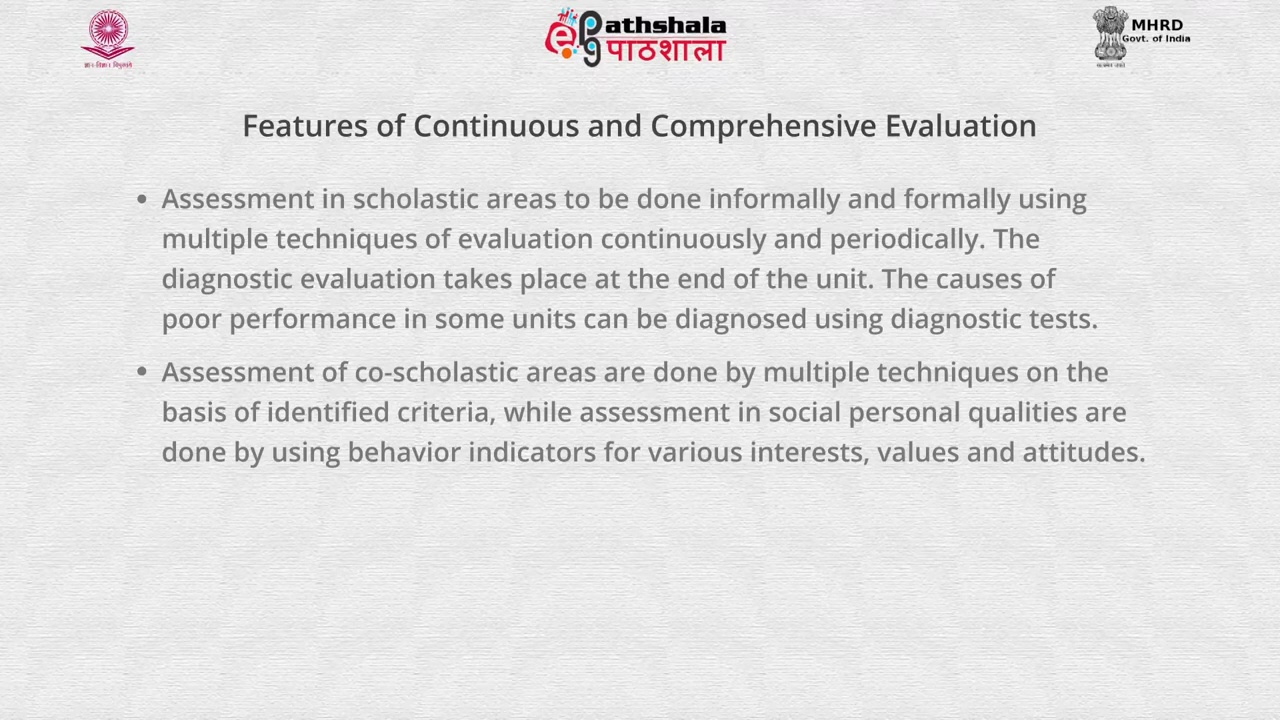 ePG Pathshala
पाठशाला
MHRD
Govt. of India
Features of Continuous and Comprehensive Evaluation
• Assessment in scholastic areas to be done informally and formally using
multiple techniques of evaluation continuously and periodically. The
diagnostic evaluation takes place at the end of the unit. The causes of
poor performance in some units can be diagnosed using diagnostic tests.
• Assessment of co-scholastic areas are done by multiple techniques on the
basis of identified criteria, while assessment in social personal qualities are
done by using behavior indicators for various interests, values and attitudes.